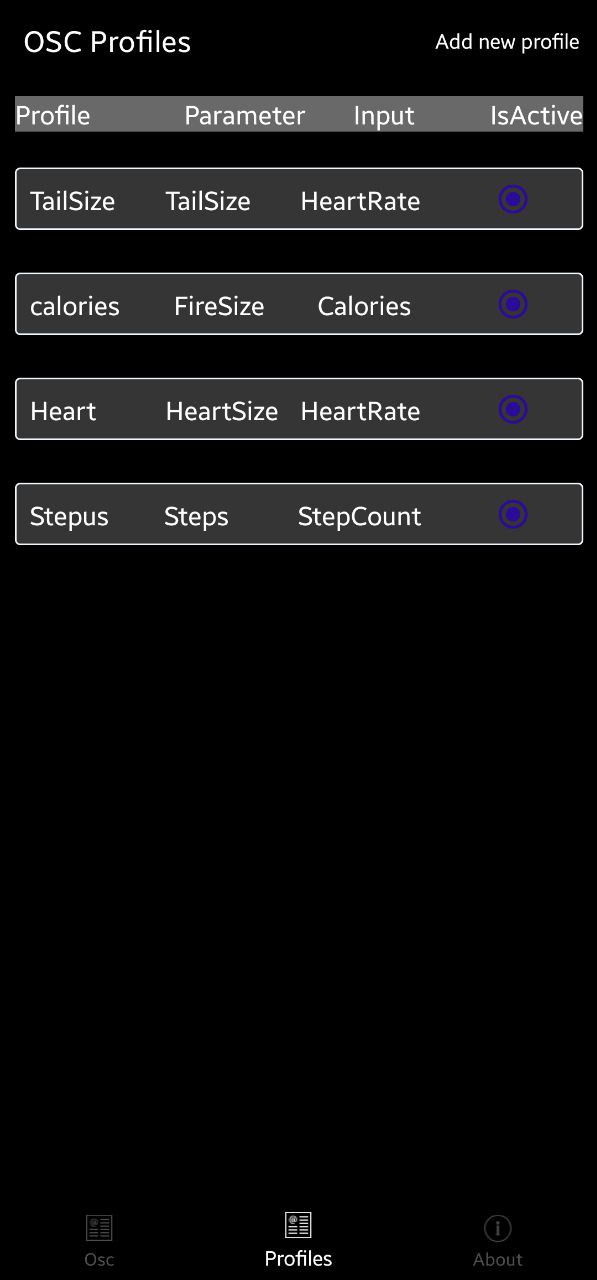 OSC Profiles Add new profile
Profile Parameter Input IsActive
TailSize TailSize HeartRate
calories FireSize Calories
Heart HeartSize HeartRate
Stepus Steps StepCount
Osc Profiles About